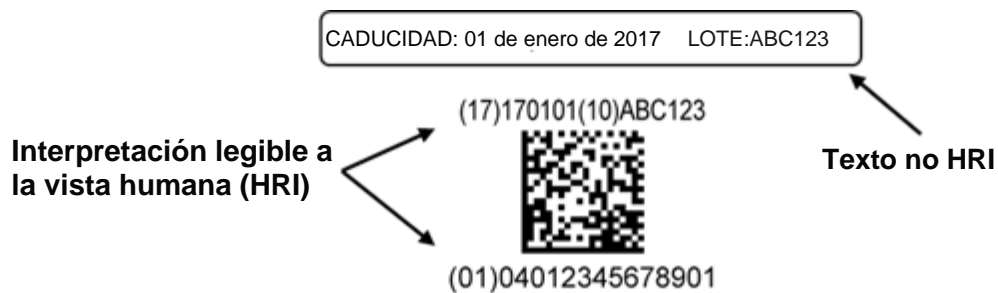 CADUCIDAD: 01 de enero de 2017 LOTE:ABC123
(17)170101(10)ABC123
Interpretación legible a
la vista humana (HRI)
Texto no HRI
(01)04012345678901